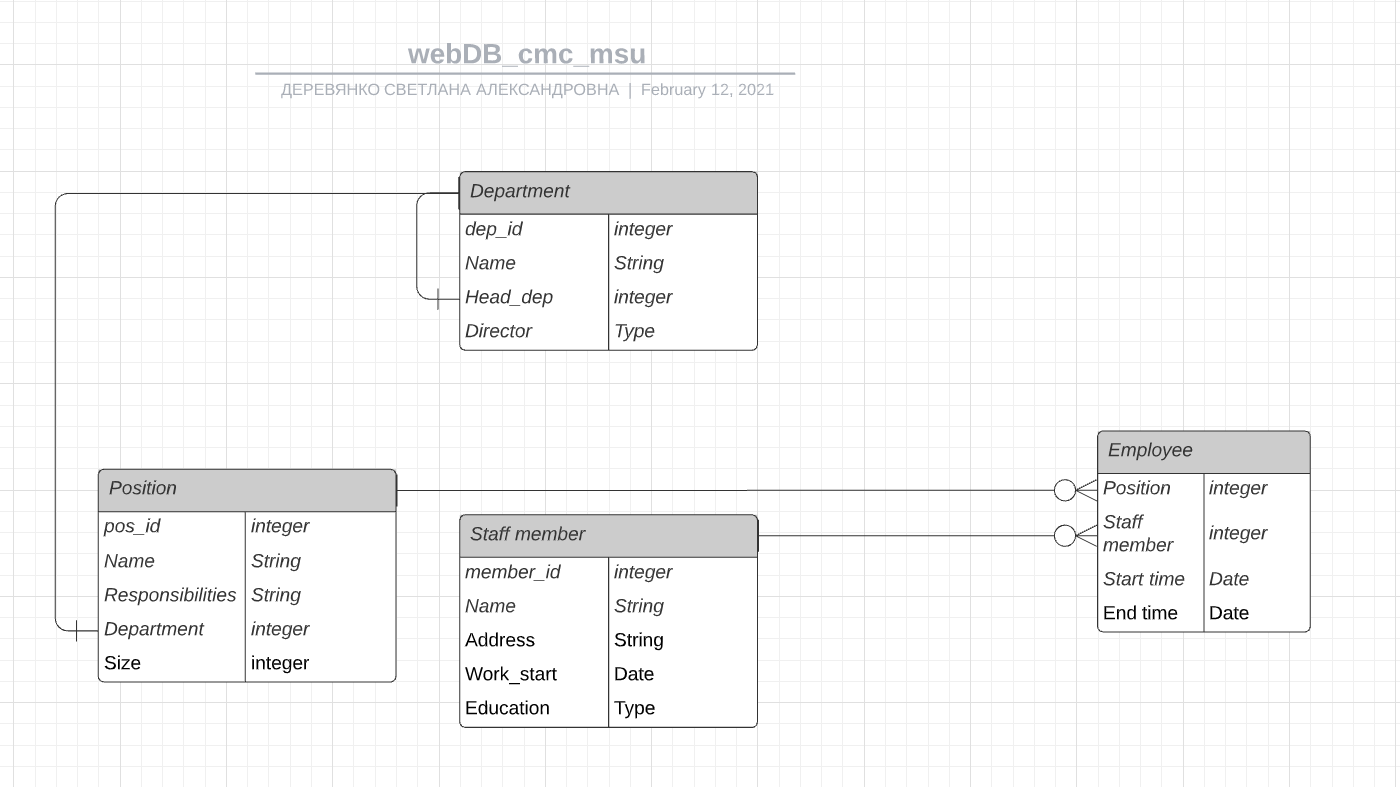 webDB_cmc_msu
ДЕРЕВЯНКО СВЕТЛАНА АЛЕКСАНДРОВНА | February 12, 2021
Department
dep_id integer
Name String
Head_dep integer
Director Type
Position
pos_id integer
Name String
Responsibilities String
Department integer
Size integer
Staff member
member_id integer
Name String
Address String
Work_start Date
Education Type
Employee
Position integer
Staff
member integer
Start time Date
End time Date